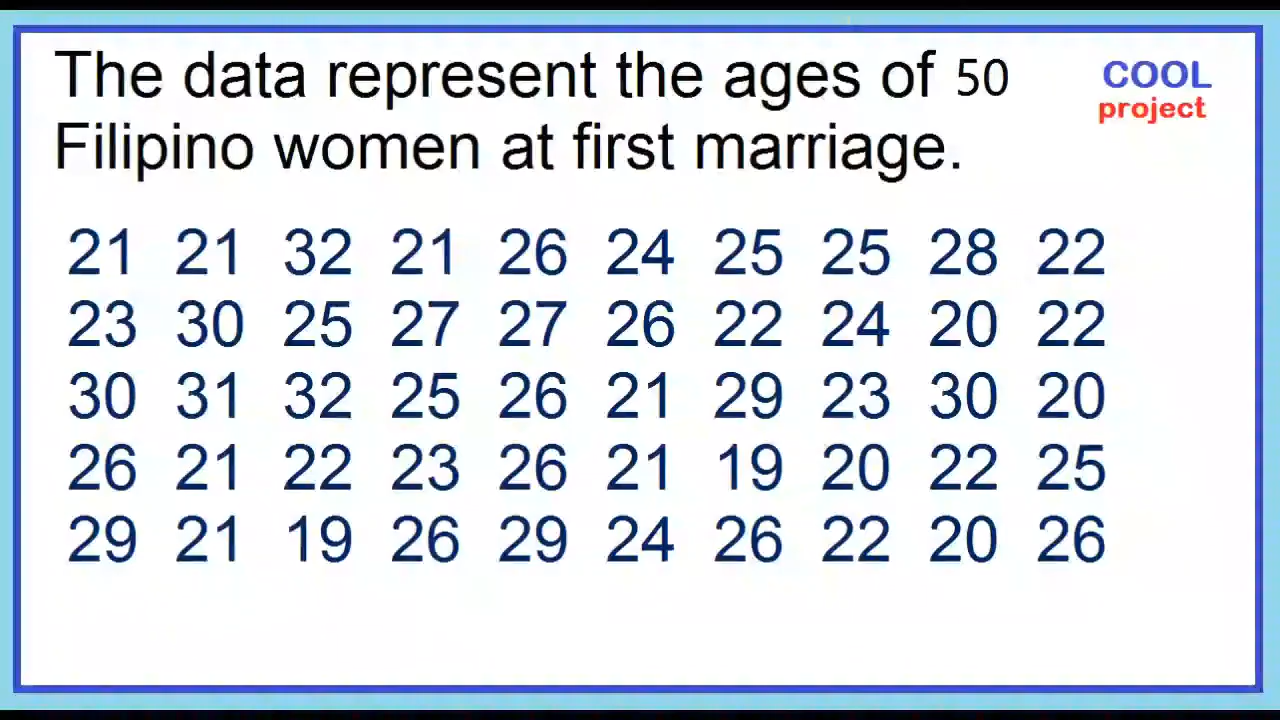 The data represent the ages of 50
Filipino women at first marriage.
COOL
project
21 21 32 21 26 24 25 25 28 22
23 30 25 27 27 26 22 24 20 22
30 31 32 25 26 21 29 23 30 20
26 21 22 23 26 21 19 20 22 25
29 21 19 26 29 24 26 22 20 26